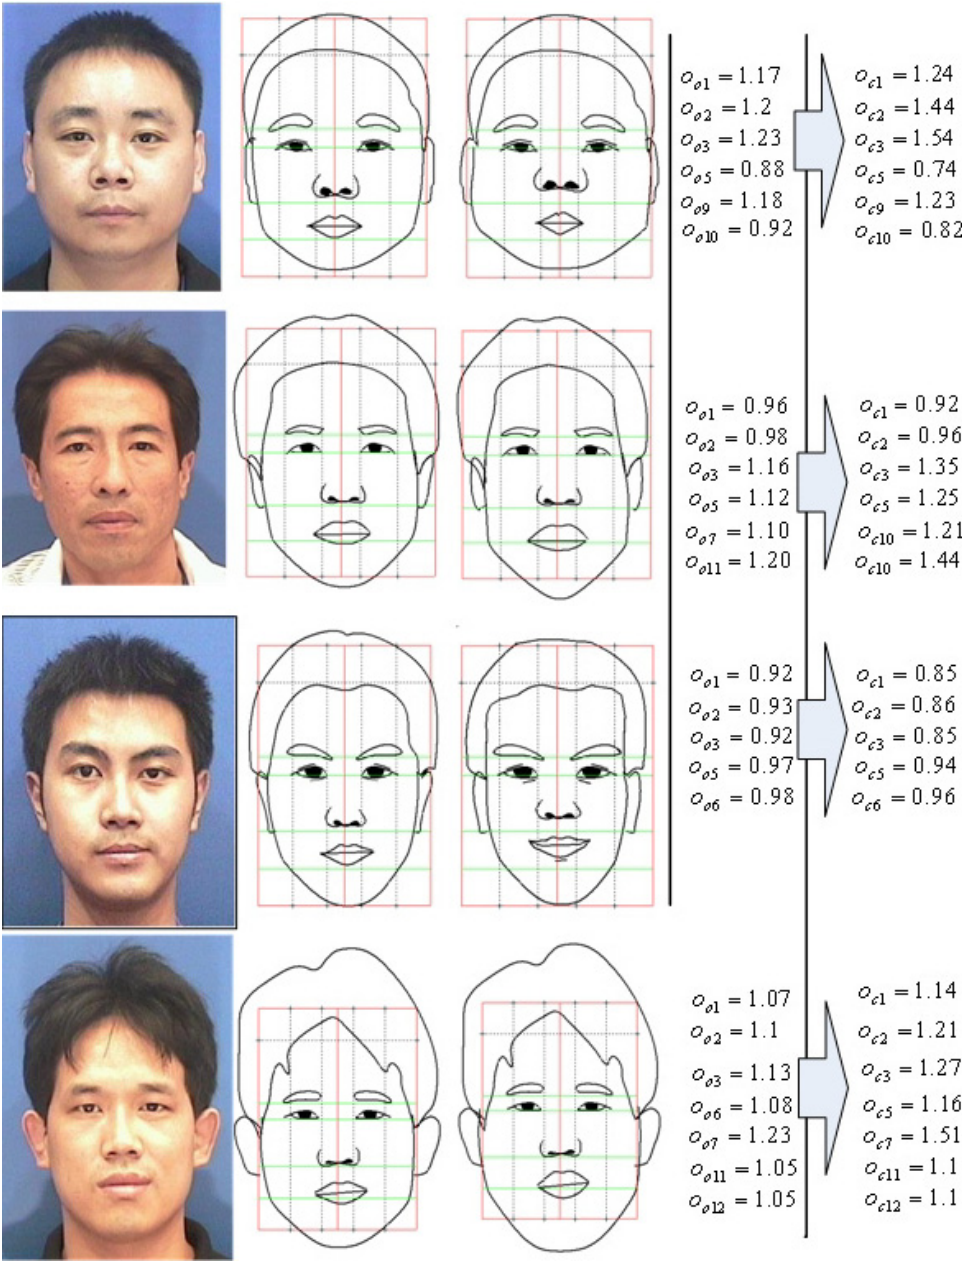 o_o1 = 1.17
o_o2 = 1.2
o_o3 = 1.23
o_o5 = 0.88
o_o9 = 1.18
o_o10 = 0.92
o_c1 = 1.24
o_c2 = 1.44
o_c3 = 1.54
o_c5 = 0.74
o_c9 = 1.23
o_c10 = 0.82
o_o1 = 0.96
o_o2 = 0.98
o_o3 = 1.16
o_o5 = 1.12
o_o7 = 1.10
o_o11 = 1.20
o_c1 = 0.92
o_c2 = 0.96
o_c3 = 1.35
o_c5 = 1.25
o_c10 = 1.21
o_c10 = 1.44
o_o1 = 0.92
o_o2 = 0.93
o_o3 = 0.92
o_o5 = 0.97
o_o6 = 0.98
o_c1 = 0.85
o_c2 = 0.86
o_c3 = 0.85
o_c5 = 0.94
o_c6 = 0.96
o_o1 = 1.07
o_o2 = 1.1
o_o3 = 1.13
o_o6 = 1.08
o_o7 = 1.23
o_o11 = 1.05
o_o12 = 1.05
o_c1 = 1.14
o_c2 = 1.21
o_c3 = 1.27
o_c5 = 1.16
o_c7 = 1.51
o_c11 = 1.1
o_c12 = 1.1